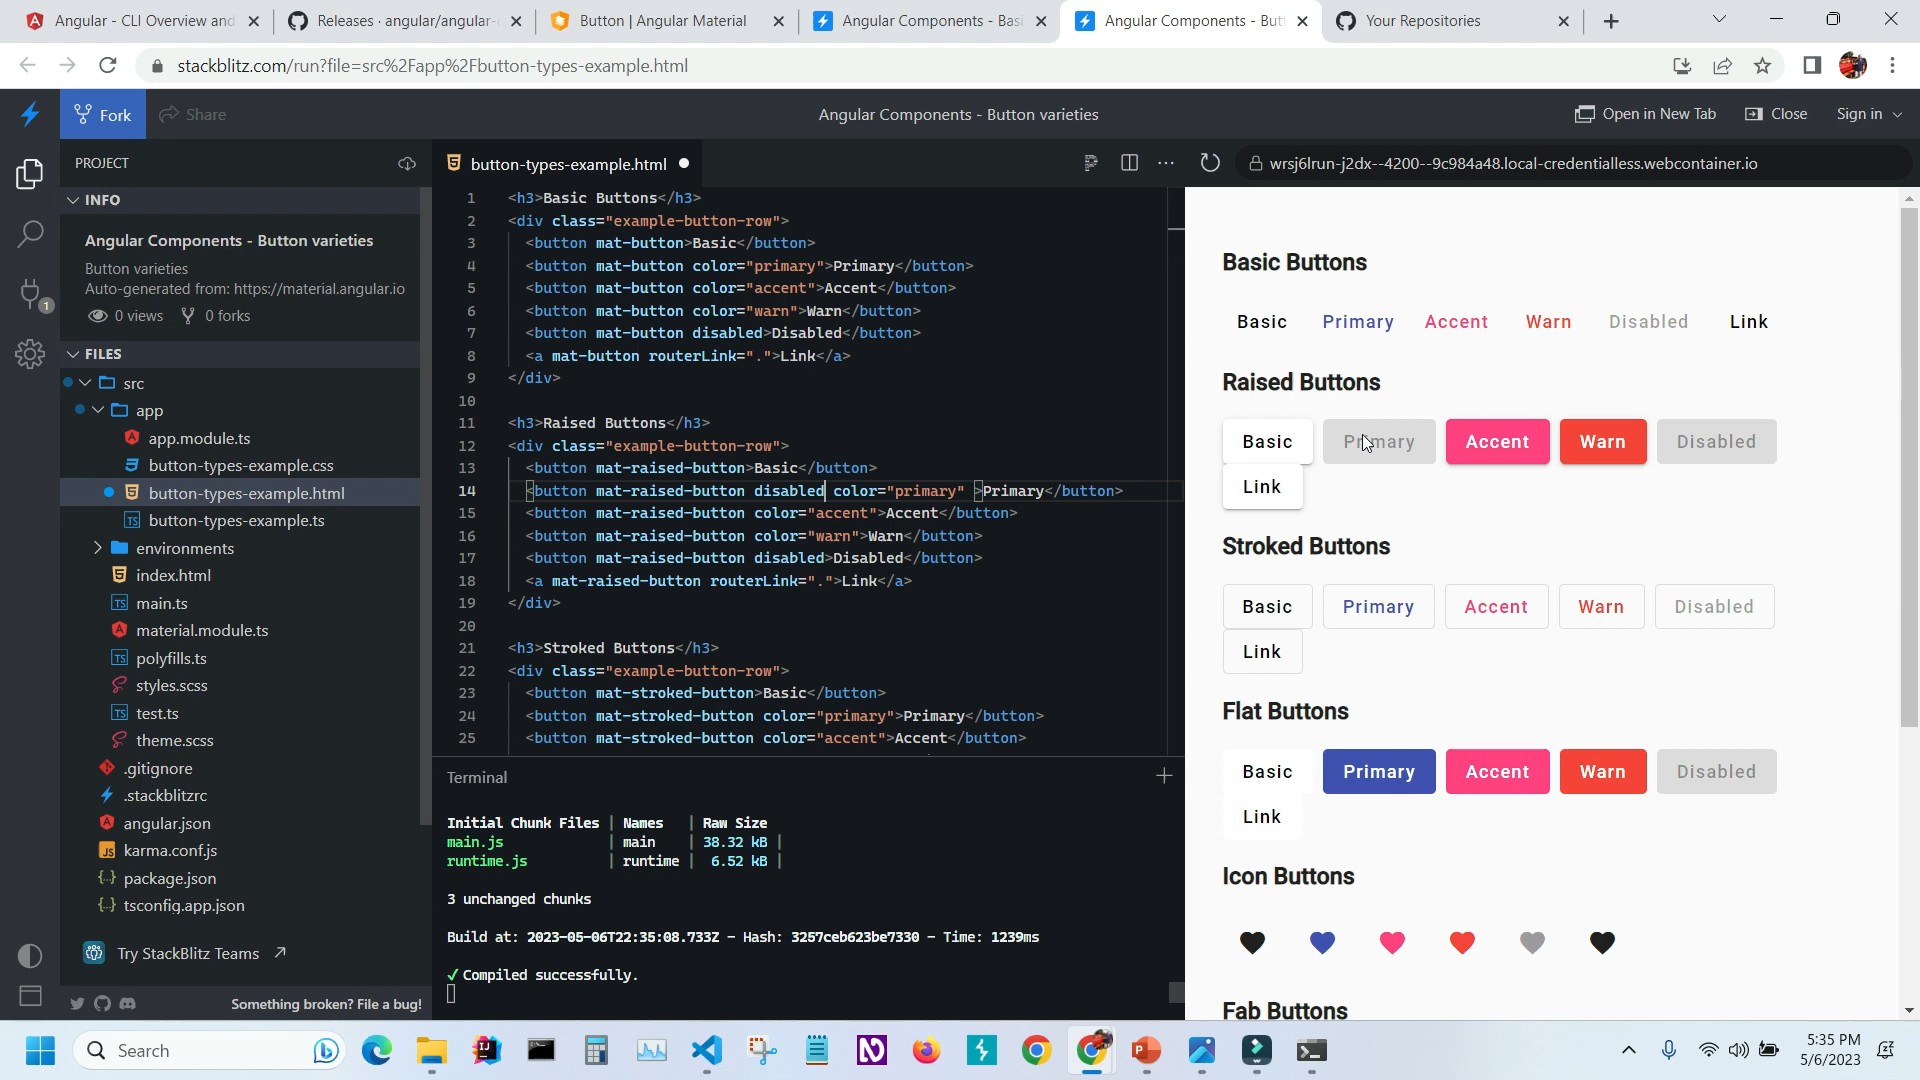 Angular - CLI Overview and
Releases · angular/angular-c
Button | Angular Material
Angular Components - Basi
Angular Components - Butt
Your Repositories
stackblitz.com/run?file=src%2Fapp%2Fbutton-types-example.html
Fork
Share
Angular Components - Button varieties
Open in New Tab
Close
Sign in
PROJECT
button-types-example.html
wrsj6lrun-j2dx--4200--9c984a48.local-credentialless.webcontainer.io
INFO
Angular Components - Button varieties
Button varieties
Auto-generated from: https://material.angular.io
0 views
0 forks
1
FILES
src
app
app.module.ts
button-types-example.css
button-types-example.html
button-types-example.ts
environments
index.html
main.ts
material.module.ts
polyfills.ts
styles.scss
test.ts
theme.scss
.gitignore
.stackblitzrc
angular.json
karma.conf.js
package.json
tsconfig.app.json
Try StackBlitz Teams
Something broken? File a bug!
1 <h3>Basic Buttons</h3>
2 <div class="example-button-row">
3 <button mat-button>Basic</button>
4 <button mat-button color="primary">Primary</button>
5 <button mat-button color="accent">Accent</button>
6 <button mat-button color="warn">Warn</button>
7 <button mat-button disabled>Disabled</button>
8 <a mat-button routerLink=".">Link</a>
9 </div>
10
11 <h3>Raised Buttons</h3>
12 <div class="example-button-row">
13 <button mat-raised-button>Basic</button>
14 <button mat-raised-button disabled color="primary" >Primary</button>
15 <button mat-raised-button color="accent">Accent</button>
16 <button mat-raised-button color="warn">Warn</button>
17 <button mat-raised-button disabled>Disabled</button>
18 <a mat-raised-button routerLink=".">Link</a>
19 </div>
20
21 <h3>Stroked Buttons</h3>
22 <div class="example-button-row">
23 <button mat-stroked-button>Basic</button>
24 <button mat-stroked-button color="primary">Primary</button>
25 <button mat-stroked-button color="accent">Accent</button>
Terminal
Initial Chunk Files | Names | Raw Size
main.js | main | 38.32 kB |
runtime.js | runtime | 6.52 kB |
3 unchanged chunks
Build at: 2023-05-06T22:35:08.733Z - Hash: 3257ceb623be7330 - Time: 1239ms
✓ Compiled successfully.
Basic Buttons
Basic Primary Accent Warn Disabled Link
Raised Buttons
Basic Primary Accent Warn Disabled
Link
Stroked Buttons
Basic Primary Accent Warn Disabled
Link
Flat Buttons
Basic Primary Accent Warn Disabled
Link
Icon Buttons
Fab Buttons
Search
5:35 PM
5/6/2023